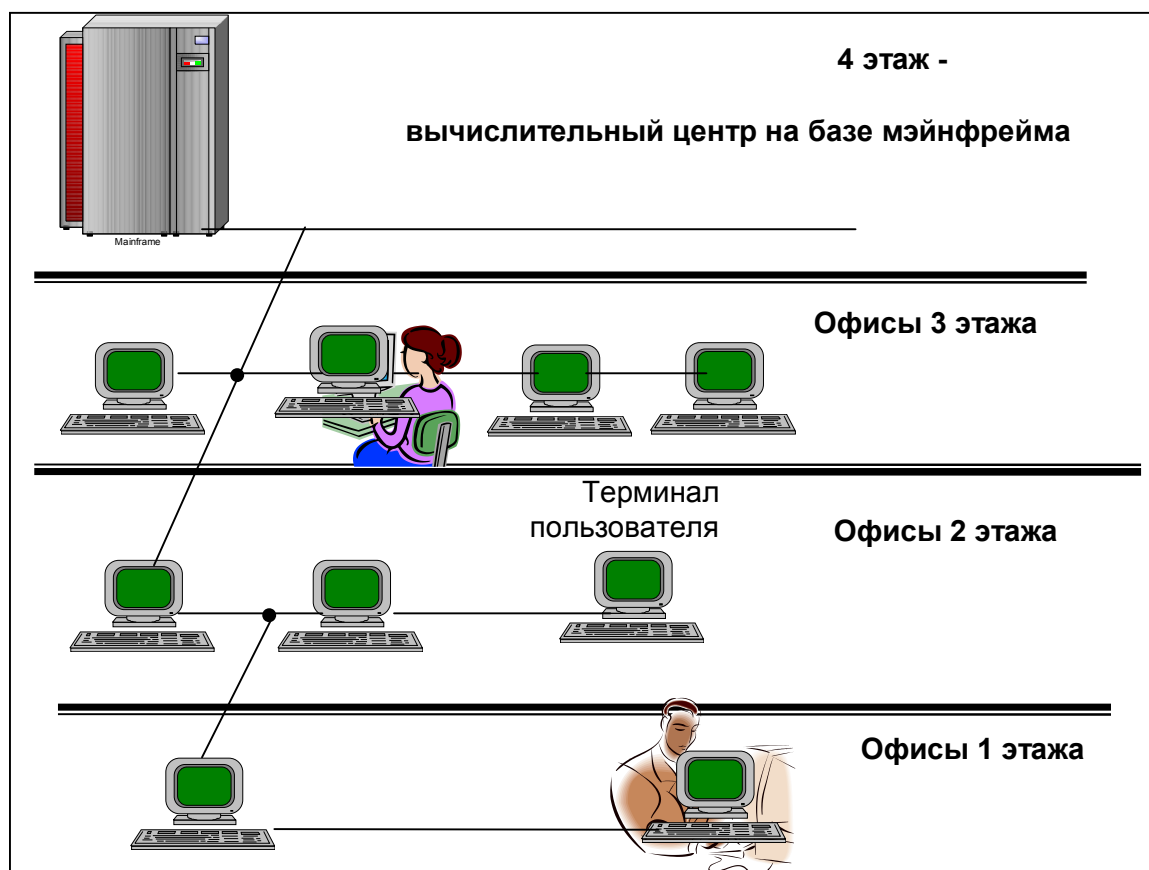 4 этаж -
вычислительный центр на базе мэйнфрейма
Mainframe
Офисы 3 этажа
Терминал
пользователя
Офисы 2 этажа
Офисы 1 этажа